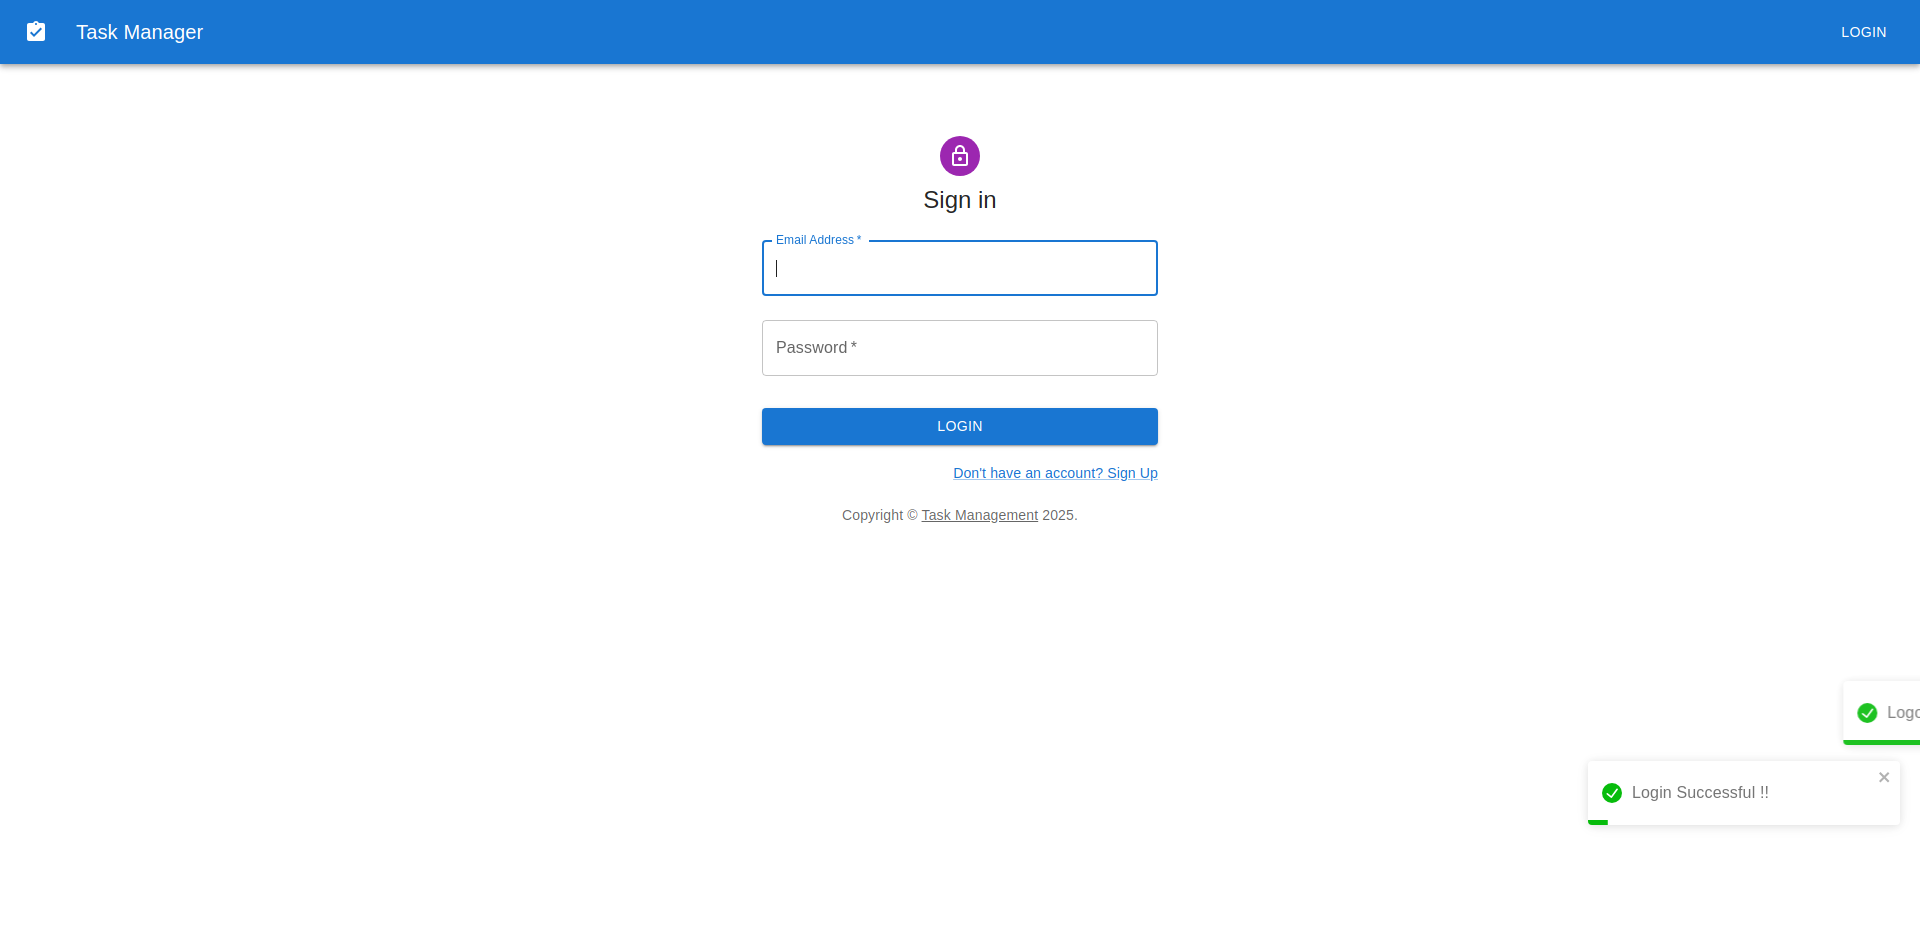 Task Manager
LOGIN
Sign in
Email Address *
Password *
LOGIN
Don't have an account? Sign Up
Copyright © Task Management 2025.
Login Successful !!